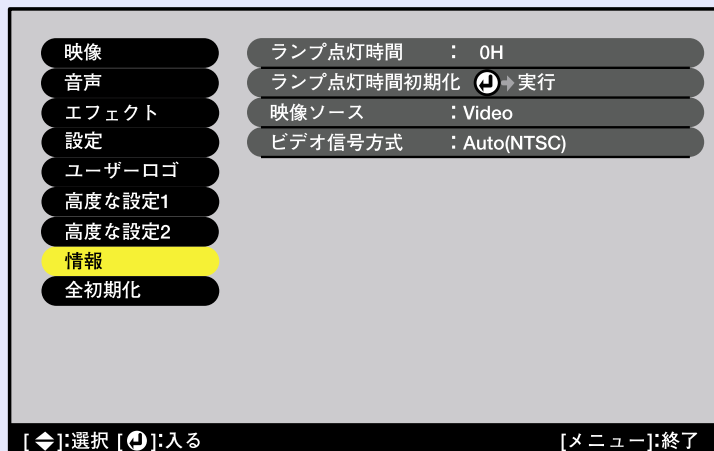 映像
音声
エフェクト
設定
ユーザーロゴ
高度な設定1
高度な設定2
情報
全初期化
ランプ点灯時間 : 0H
ランプ点灯時間初期化 実行
映像ソース :Video
ビデオ信号方式 :Auto(NTSC)
[ ]:選択 [ ]:入る [メニュー]:終了